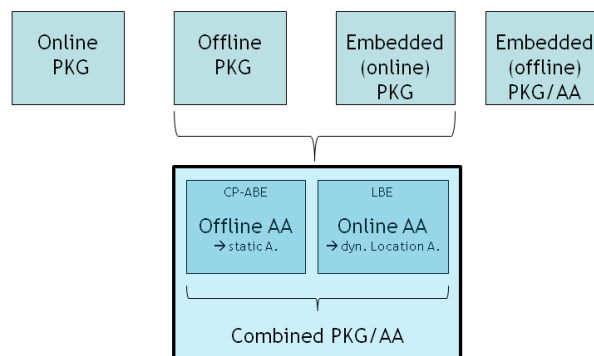 Online
PKG
Offline
PKG
Embedded
(online)
PKG
Embedded
(offline)
PKG/AA
CP-ABE
Offline AA
→ static A.
LBE
Online AA
→ dyn. Location A.
Combined PKG/AA